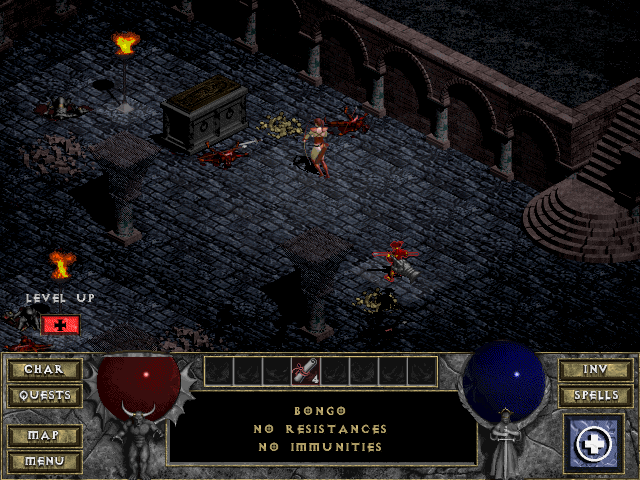 LEVEL UP
CHAR
QUESTS
MAP
MENU
4
BONGO
NO RESISTANCES
NO IMMUNITIES
INV
SPELLS